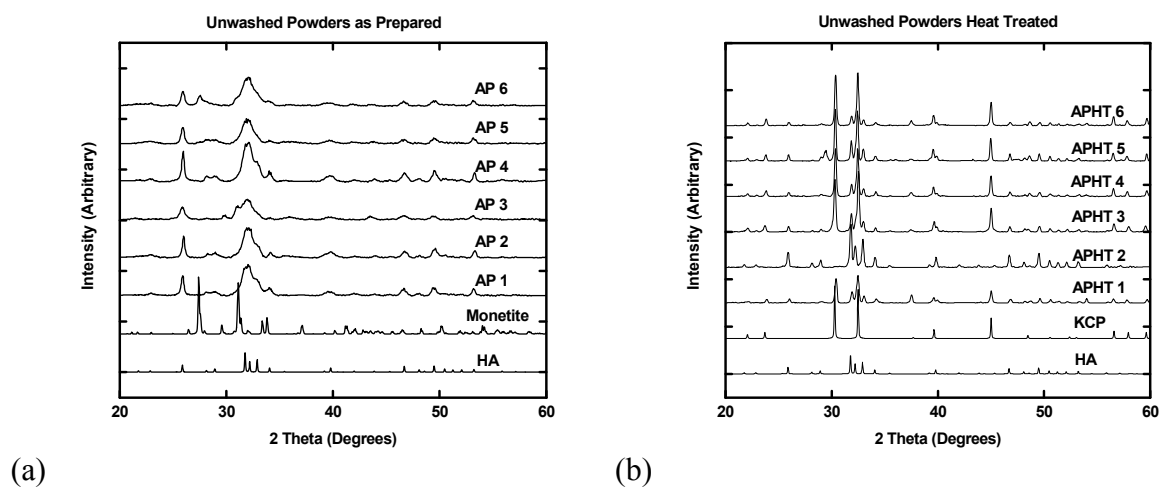 Unwashed Powders as Prepared
Intensity (Arbitrary)
AP 6
AP 5
AP 4
AP 3
AP 2
AP 1
Monetite
HA
20 30 40 50 60
2 Theta (Degrees)
(a)
Unwashed Powders Heat Treated
Intensity (Arbitrary)
APHT 6
APHT 5
APHT 4
APHT 3
APHT 2
APHT 1
KCP
HA
20 30 40 50 60
2 Theta (Degrees)
(b)